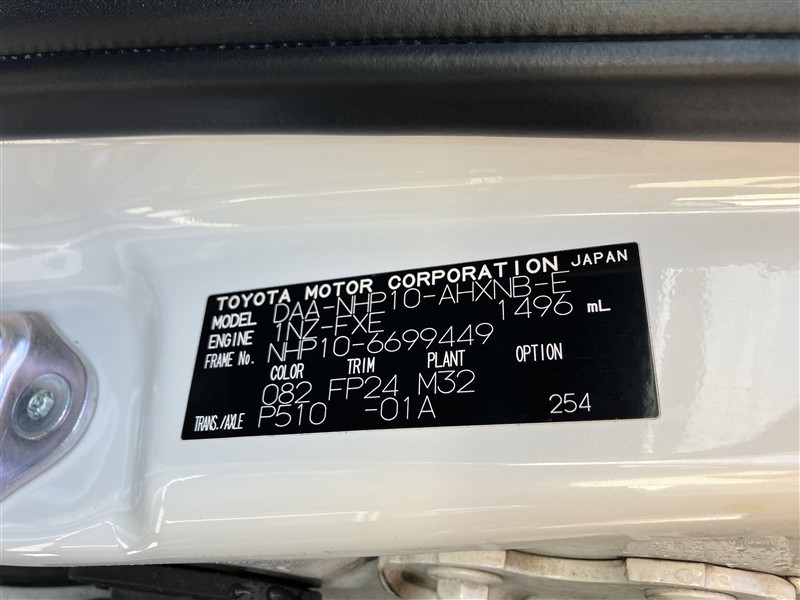 TOYOTA MOTOR CORPORATION JAPAN
MODEL DAA-NHP10-AHXNB-E
ENGINE 1NZ-FXE 1496 mL
FRAME No. NHP10-6699449
COLOR TRIM PLANT OPTION
082 FP24 M32
TRANS./AXLE P510 -01A 254